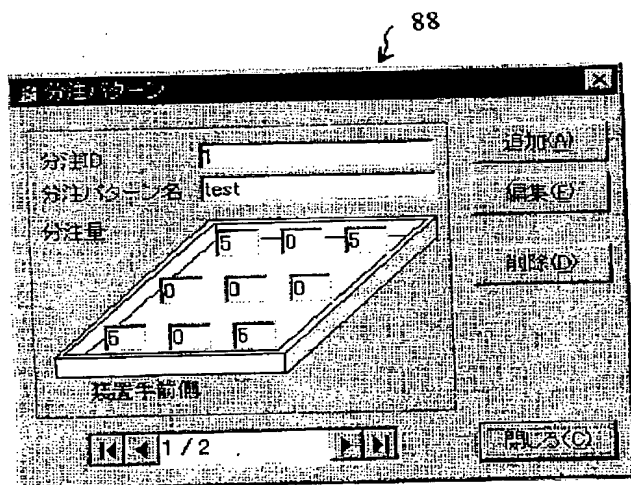 88
分注パターン
分注ID 1
追加(A)
分注パターン名 test
編集(E)
分注量
5 0 5
削除(D)
0 0 0
5 0 5
装置手前側
1 / 2
閉じる(C)